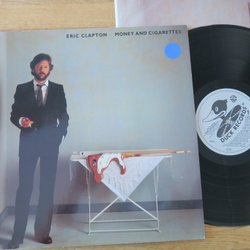 ERIC CLAPTON MONEY AND CIGARETTES
DUCK RECORDS